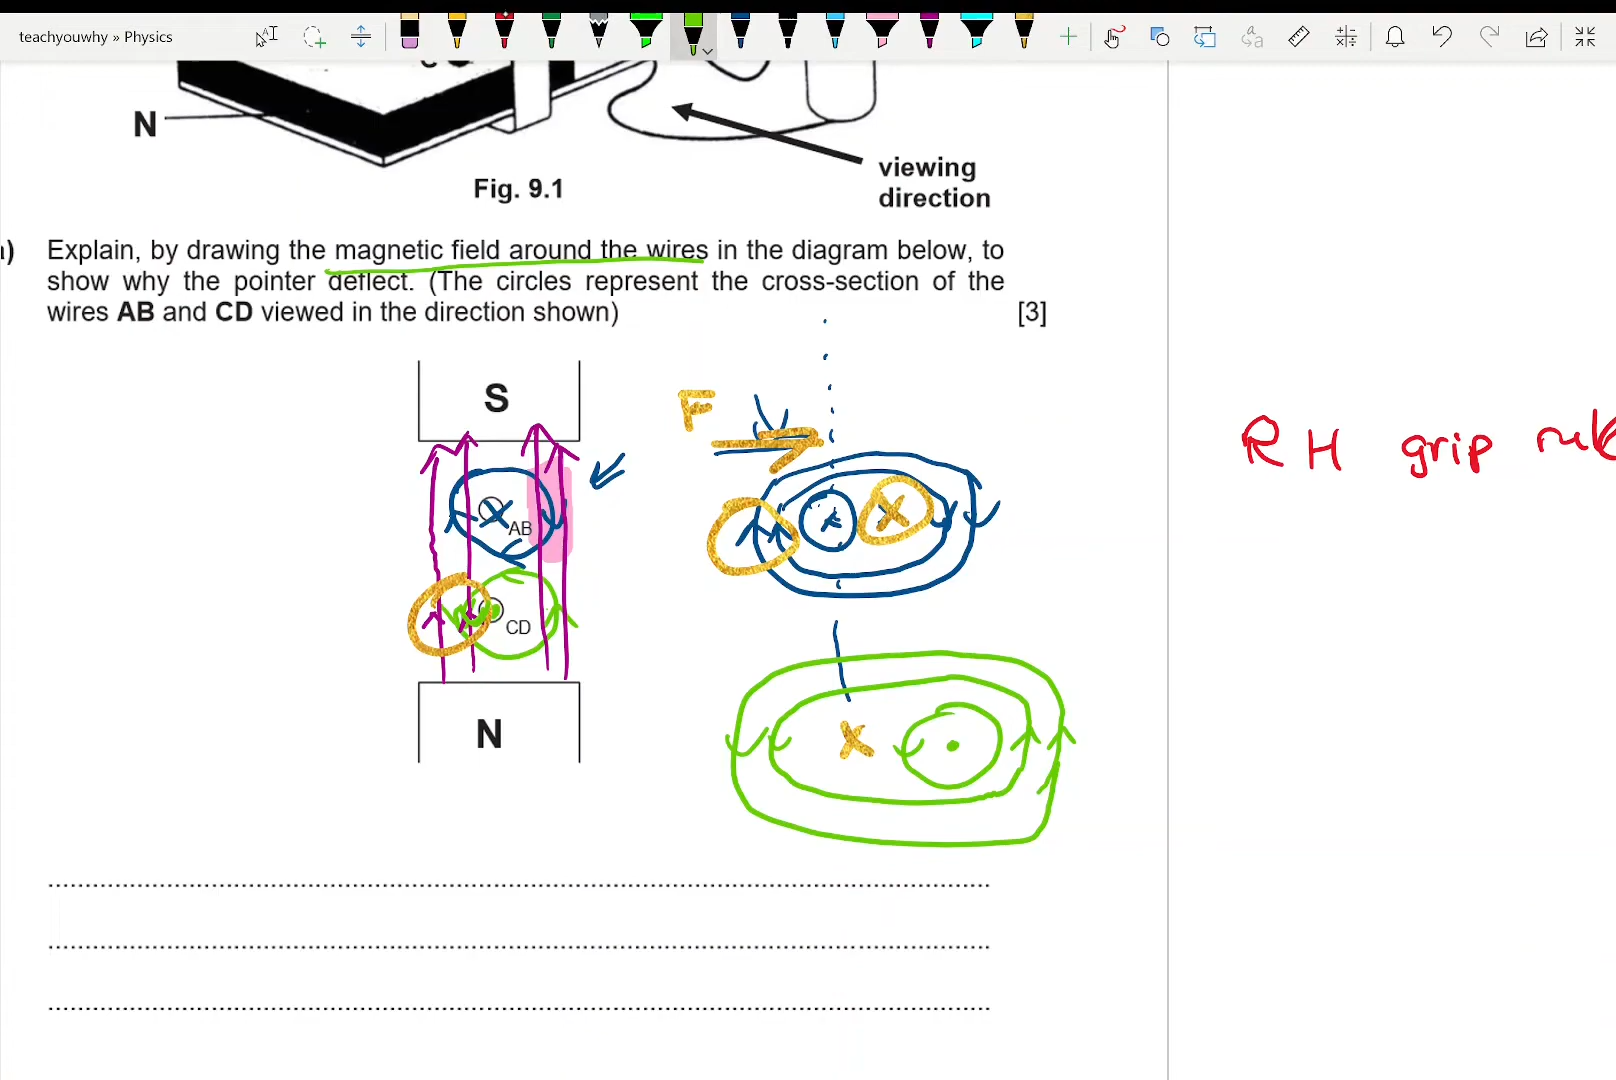 teachyouwhy » Physics
N
viewing
direction
Fig. 9.1
Explain, by drawing the magnetic field around the wires in the diagram below, to
show why the pointer deflect. (The circles represent the cross-section of the
wires AB and CD viewed in the direction shown) [3]
S
F
RH grip
AB
CD
N